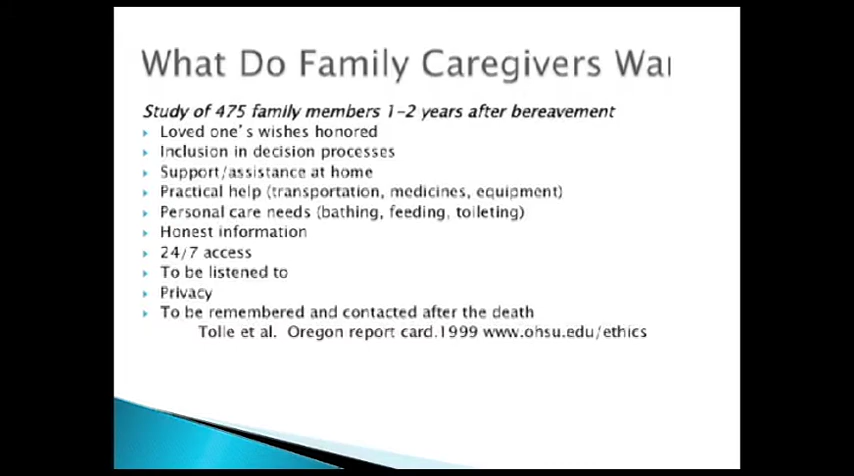 What Do Family Caregivers
Study of 475 family members 1-2 years after bereavement
Loved one's wishes honored
Inclusion in decision processes
Support/assistance at home
Practical help (transportation, medicines, equipment)
Personal care needs (bathing, feeding, toileting)
Honest information
24/7 access
To be listened to
Privacy
To be remembered and contacted after the death
Tolle et al. Oregon report card.1999 www.ohsu.edu/ethics